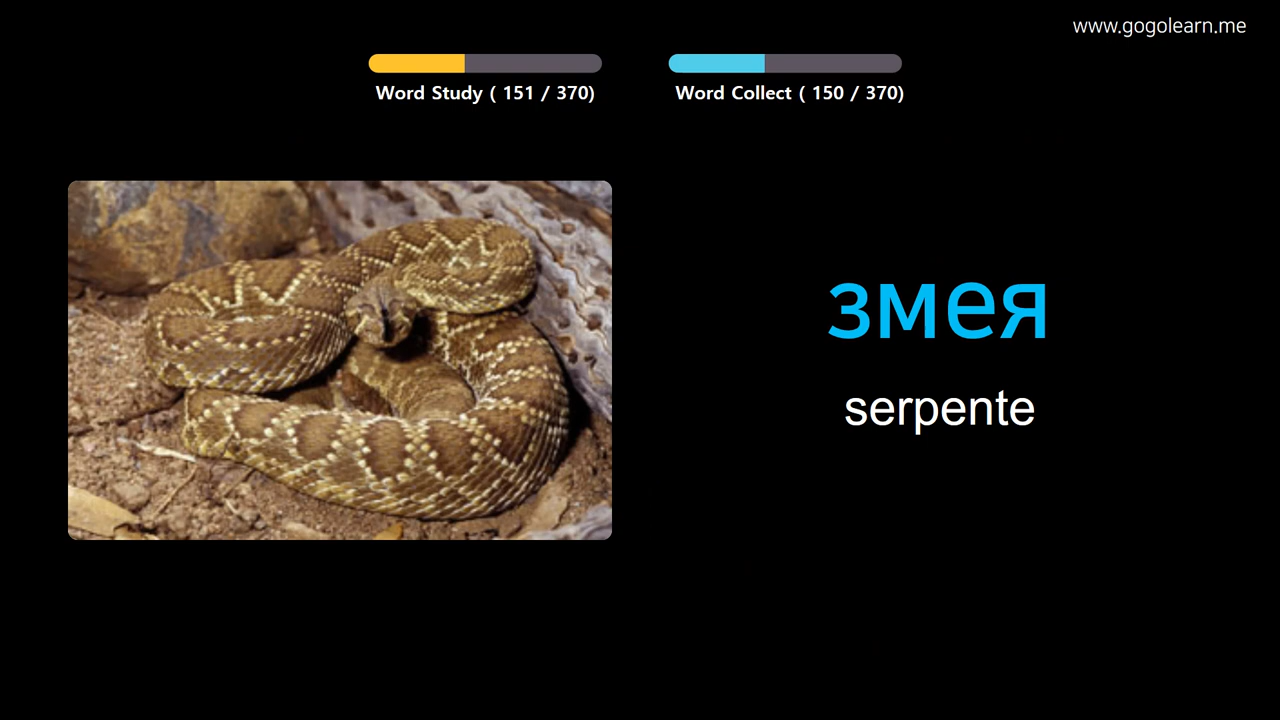 www.gogolearn.me
Word Study ( 151 / 370)
Word Collect ( 150 / 370)
змея
serpente